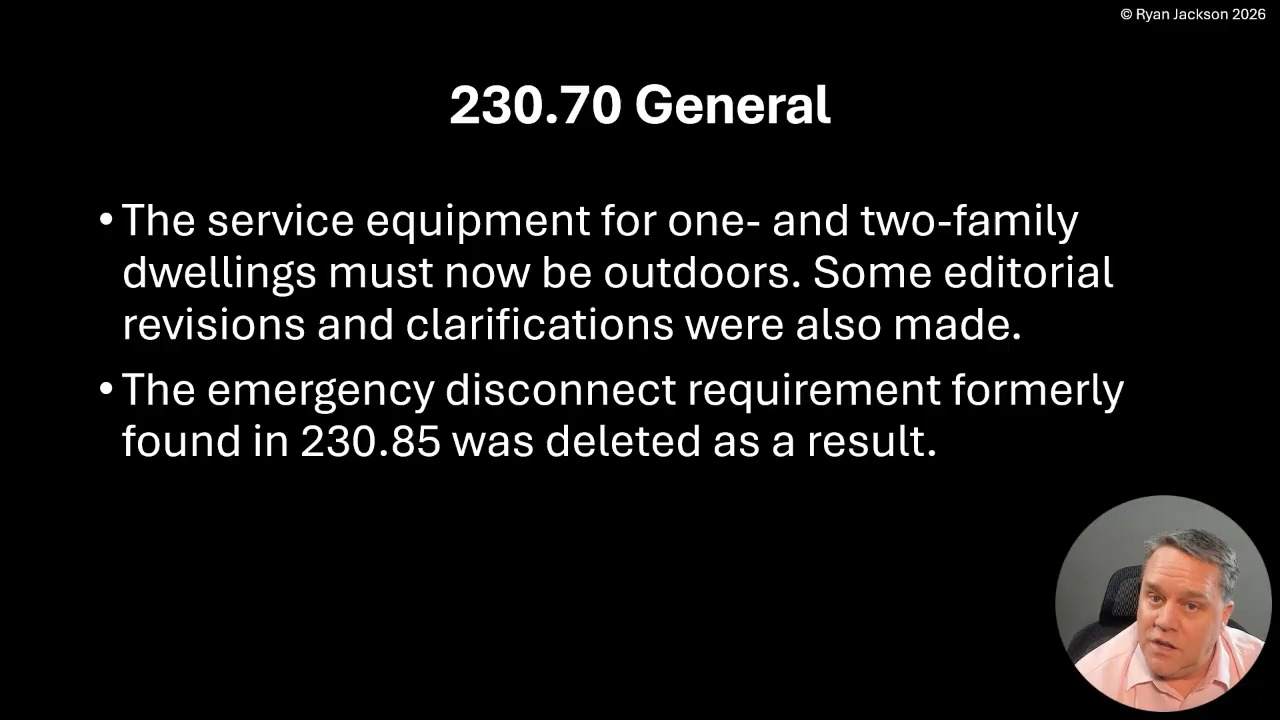 © Ryan Jackson 2026
230.70 General
• The service equipment for one- and two-family
dwellings must now be outdoors. Some editorial
revisions and clarifications were also made.
• The emergency disconnect requirement formerly
found in 230.85 was deleted as a result.